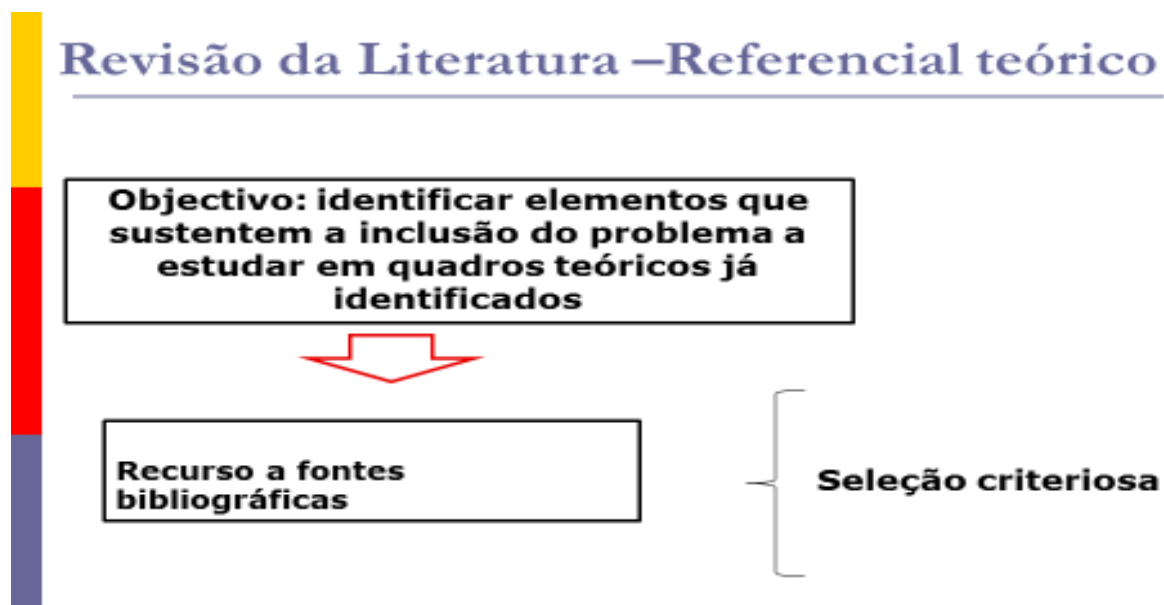 Revisão da Literatura –Referencial teórico
Objectivo: identificar elementos que
sustentem a inclusão do problema a
estudar em quadros teóricos já
identificados
Recurso a fontes
bibliográficas
Seleção criteriosa